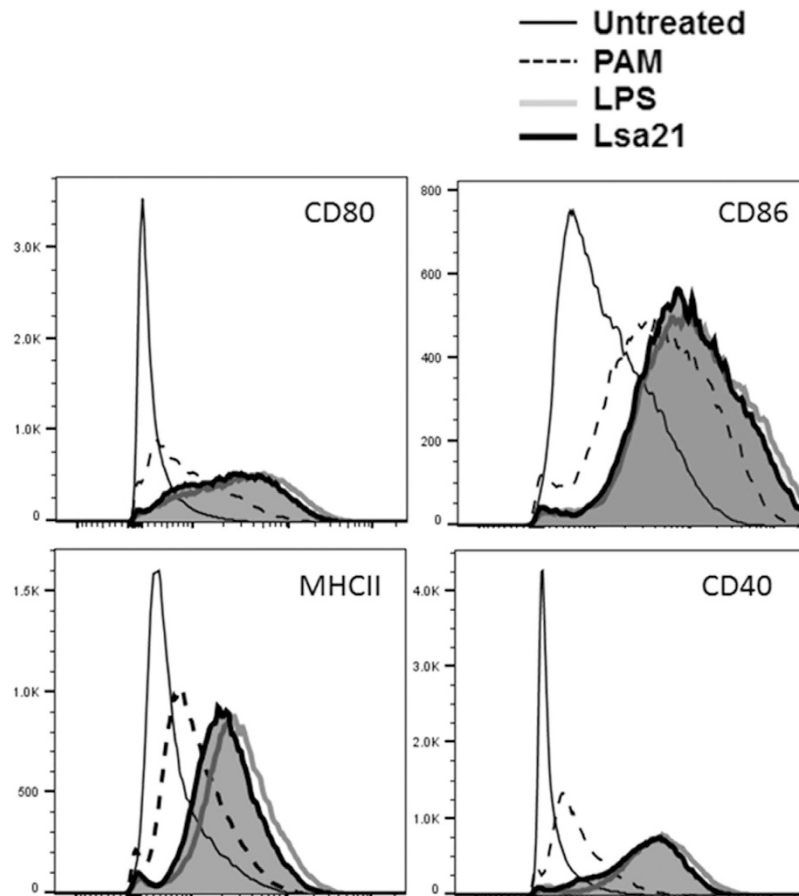 Untreated
PAM
LPS
Lsa21
CD80
3.0K
2.0K
1.0K
0
CD86
800
600
400
200
0
MHCII
1.5K
1.0K
500
0
CD40
4.0K
3.0K
2.0K
1.0K
0